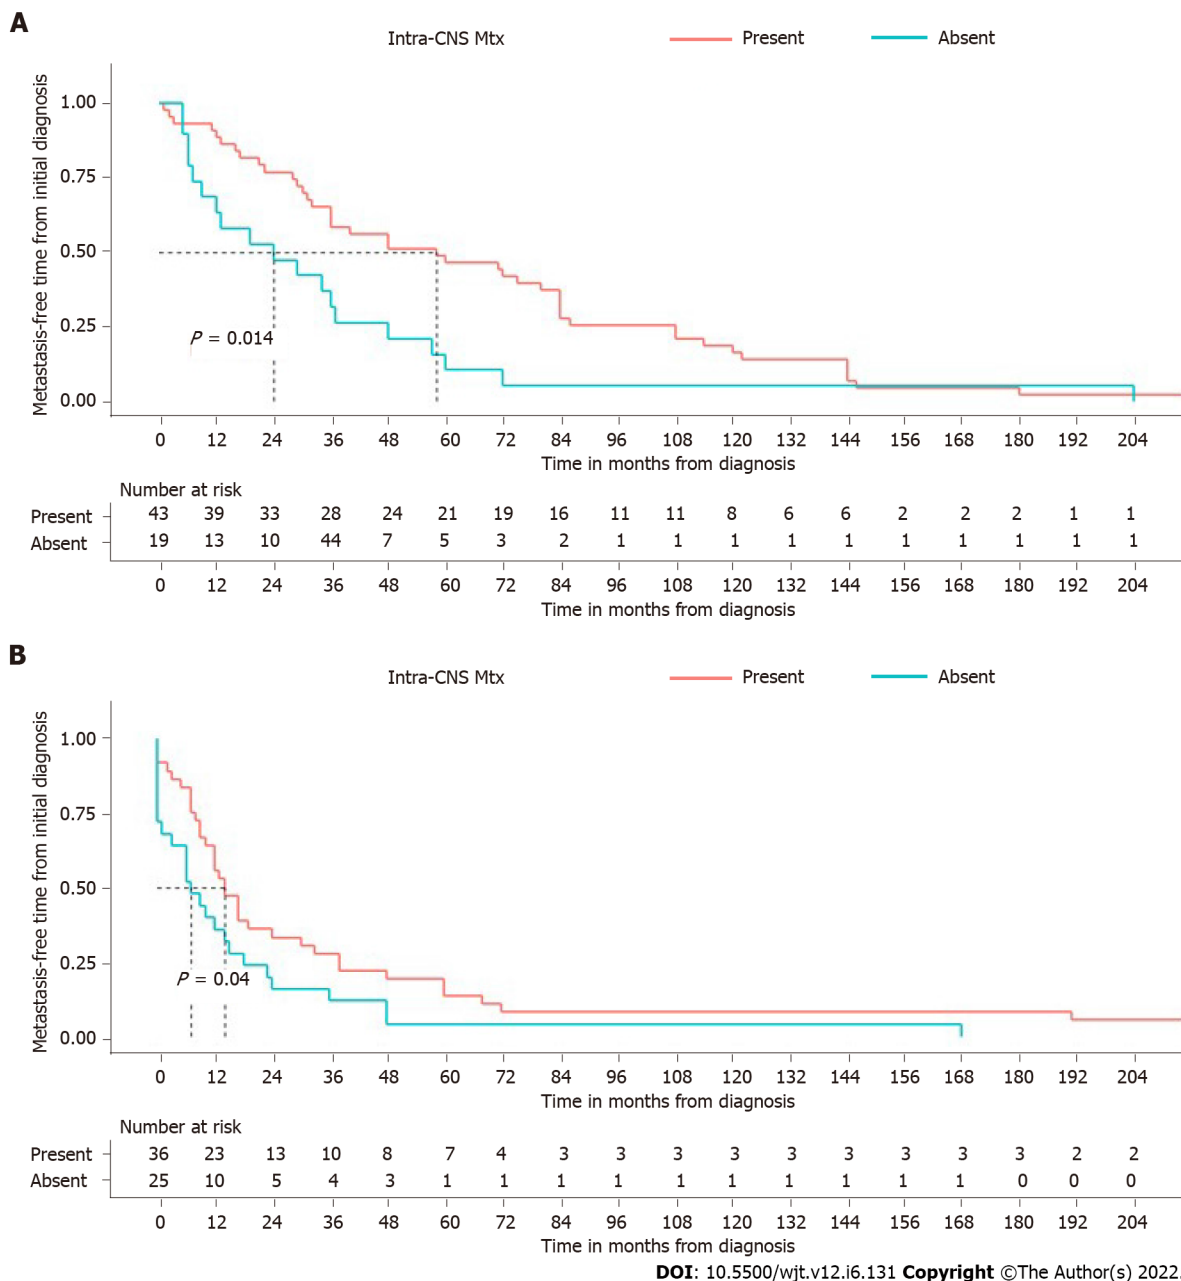 A
Intra-CNS Mtx Present Absent
Metastasis-free time from initial diagnosis
1.00
0.75
0.50
0.25
0.00
P = 0.014
0 12 24 36 48 60 72 84 96 108 120 132 144 156 168 180 192 204
Time in months from diagnosis
Number at risk
Present 43 39 33 28 24 21 19 16 11 11 8 6 6 2 2 2 1 1
Absent 19 13 10 44 7 5 3 2 1 1 1 1 1 1 1 1 1 1
0 12 24 36 48 60 72 84 96 108 120 132 144 156 168 180 192 204
Time in months from diagnosis
B
Intra-CNS Mtx Present Absent
Metastasis-free time from initial diagnosis
1.00
0.75
0.50
0.25
0.00
P = 0.04
0 12 24 36 48 60 72 84 96 108 120 132 144 156 168 180 192 204
Time in months from diagnosis
Number at risk
Present 36 23 13 10 8 7 4 3 3 3 3 3 3 3 3 3 2 2
Absent 25 10 5 4 3 1 1 1 1 1 1 1 1 1 1 0 0 0
0 12 24 36 48 60 72 84 96 108 120 132 144 156 168 180 192 204
Time in months from diagnosis
DOI: 10.5500/wjt.v12.i6.131 Copyright ©The Author(s) 2022.